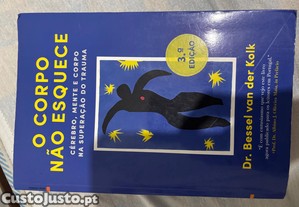 O CORPO
NÃO ESQUECE
CÉREBRO, MENTE E CORPO
NA SUPERAÇÃO DO TRAUMA
3.ª
EDIÇÃO
Dr. Bessel van der Kolk
CustoJusto.pt